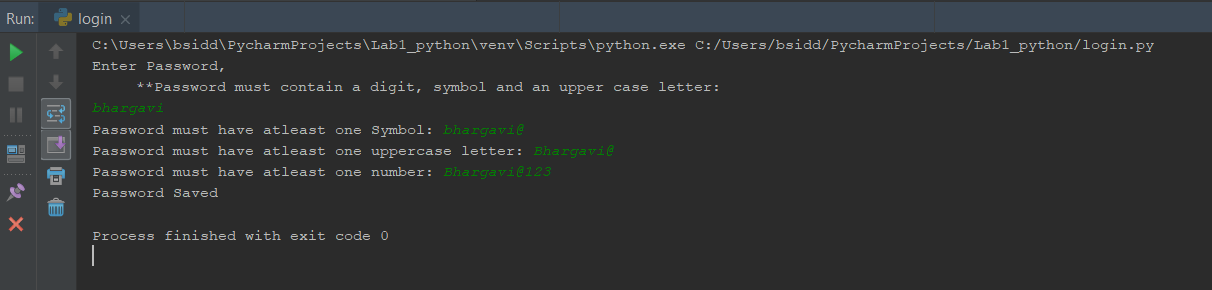 Run: login
C:\Users\bsidd\PycharmProjects\Lab1_python\venv\Scripts\python.exe C:/Users/bsidd/PycharmProjects/Lab1_python/login.py
Enter Password,
     **Password must contain a digit, symbol and an upper case letter:
bhargavi
Password must have atleast one Symbol: bhargavi@
Password must have atleast one uppercase letter: Bhargavi@
Password must have atleast one number: Bhargavi@123
Password Saved
Process finished with exit code 0